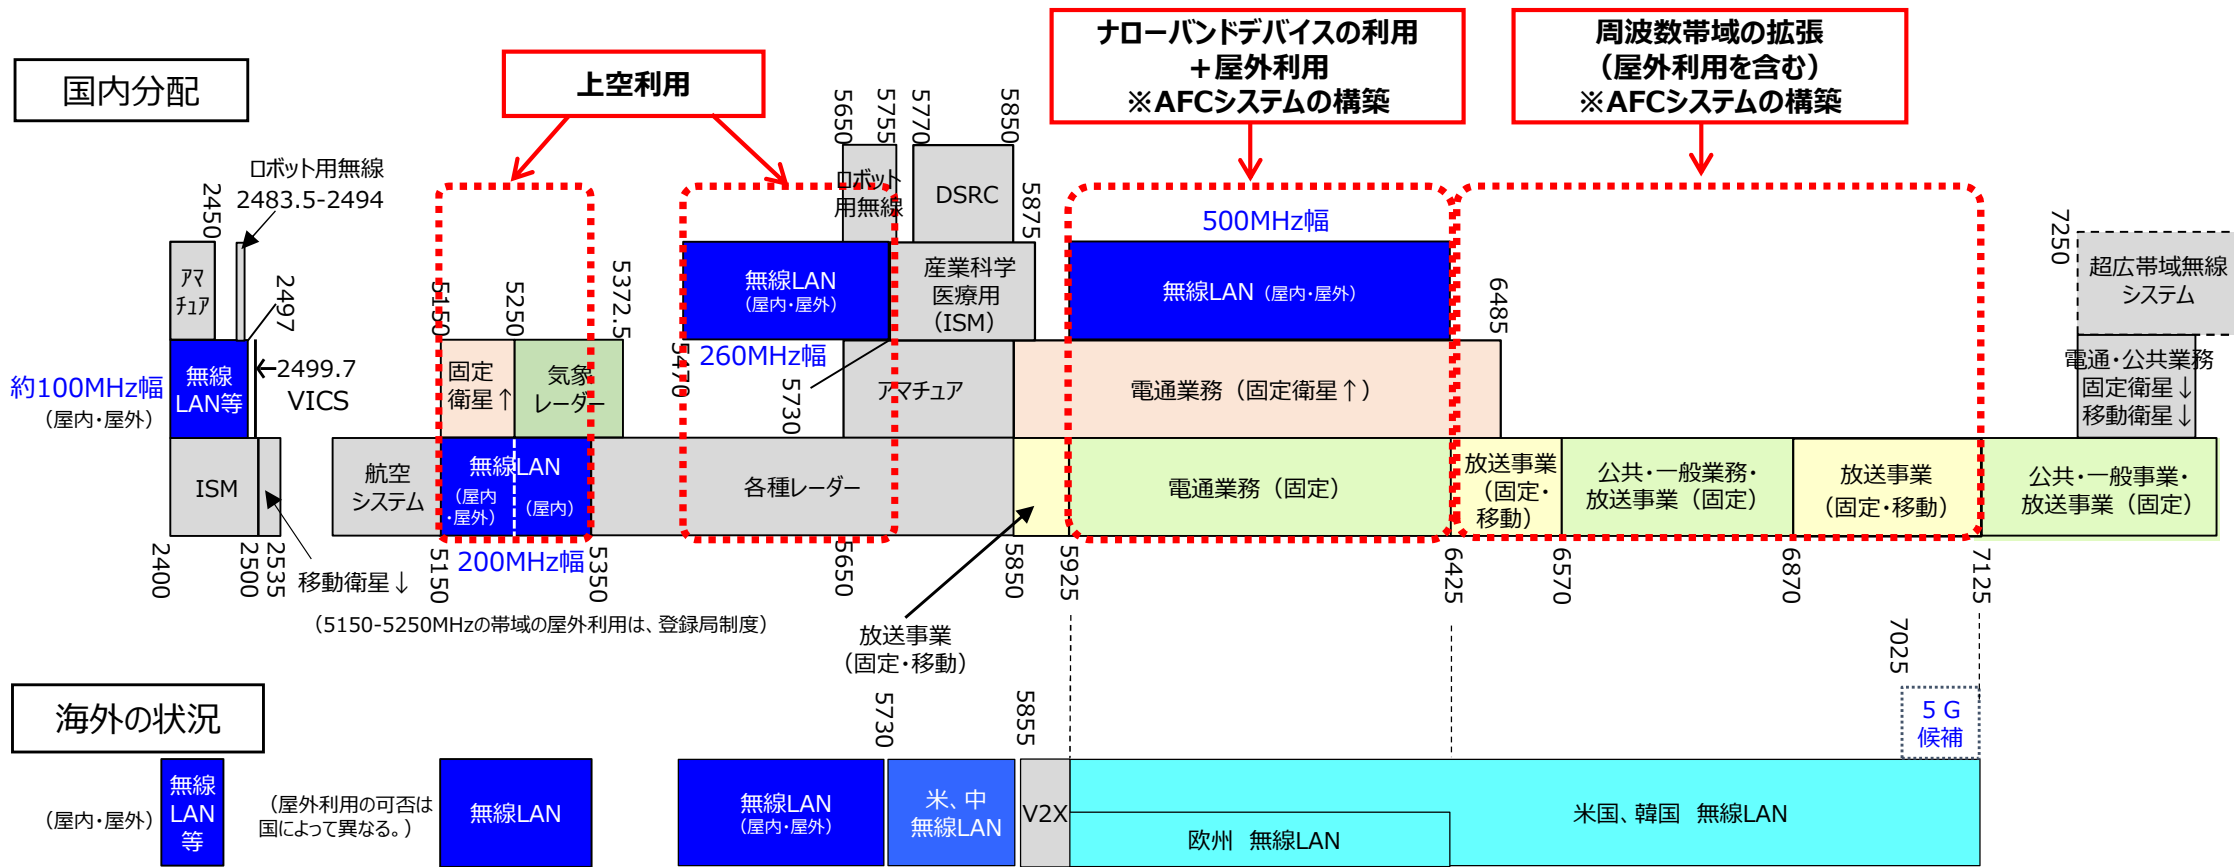 国内分配
上空利用
ナローバンドデバイスの利用
+屋外利用
※AFCシステムの構築
周波数帯域の拡張
（屋外利用を含む）
※AFCシステムの構築
ロボット用無線
2483.5-2494
2450
アマ
チュア
2497
約100MHz幅
（屋内・屋外）
無線
LAN等
2499.7
VICS
ISM
2400
2500
2535
移動衛星↓
航空
システム
5150
5250
5372.5
固定
衛星↑
気象
レーダー
無線LAN
（屋内
・屋外）
（屋内）
200MHz幅
5150
5350
（5150-5250MHzの帯域の屋外利用は、登録局制度）
無線LAN
（屋内・屋外）
5470
260MHz幅
5730
各種レーダー
5650
5755
5770
5850
ロボット
用無線
DSRC
5875
産業科学
医療用
（ISM）
アマチュア
5650
5850
5925
放送事業
（固定・移動）
500MHz幅
無線LAN（屋内・屋外）
6485
電通業務（固定衛星↑）
電通業務（固定）
放送事業
（固定・
移動）
公共・一般業務・
放送事業（固定）
放送事業
（固定・移動）
公共・一般事業・
放送事業（固定）
6425
6570
6870
7125
7250
超広帯域無線
システム
電通・公共業務
固定衛星↓
移動衛星↓
海外の状況
（屋内・屋外）
無線
LAN
等
（屋外利用の可否は
国によって異なる。）
無線LAN
無線LAN
（屋内・屋外）
5730
米、中
無線LAN
5855
V2X
欧州 無線LAN
米国、韓国 無線LAN
7025
5G
候補